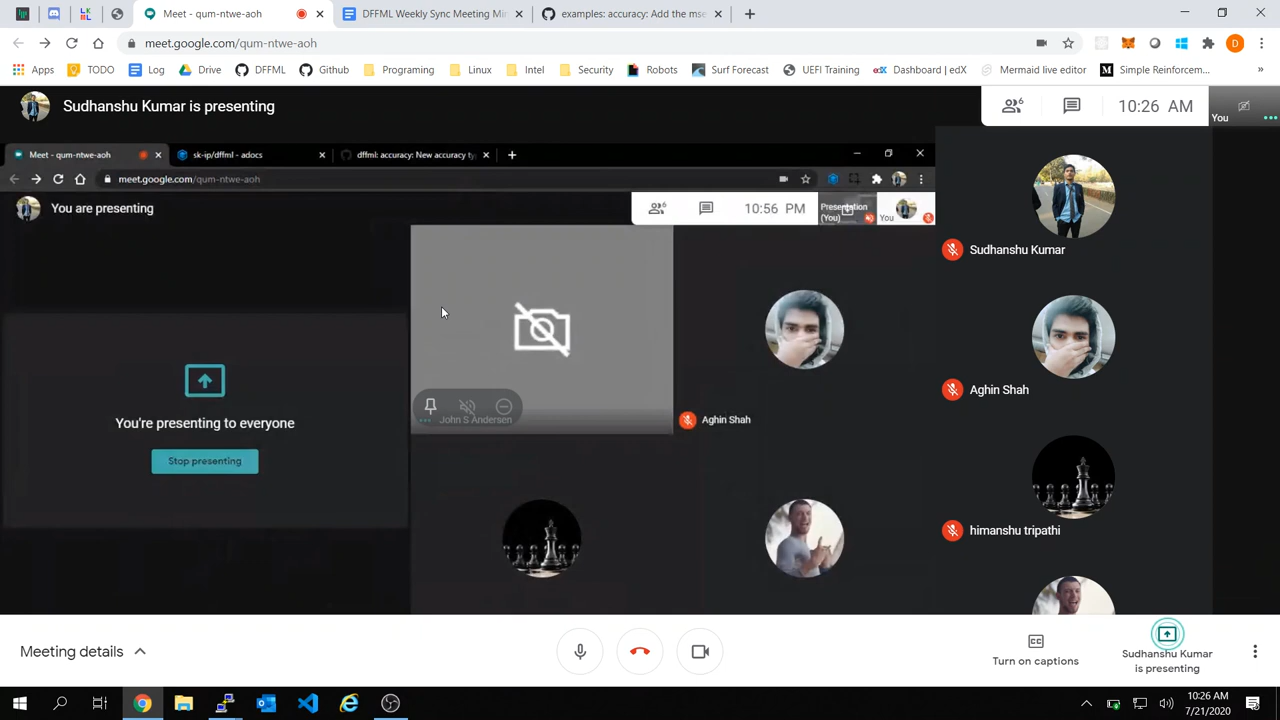 Meet - qum-ntwe-aoh
DFFML Weekly Sync Meeting Min
examples: accuracy: Add the mse
meet.google.com/qum-ntwe-aoh
D
Apps
TODO
Log
Drive
DFFML
Github
Programing
Linux
Intel
Security
Robots
Surf Forecast
UEFI Training
edX
Dashboard | edX
Mermaid live editor
M
Simple Reinforcem...
»
Sudhanshu Kumar is presenting
6
10:26 AM
You
Meet - qum-ntwe-aoh
sk-ip/dffml - adocs
dffml: accuracy: New accuracy ty
meet.google.com/qum-ntwe-aoh
You are presenting
6
10:56 PM
Presentation
(You)
You
Sudhanshu Kumar
You're presenting to everyone
Stop presenting
John S Andersen
Aghin Shah
Aghin Shah
himanshu tripathi
Meeting details
CC
Turn on captions
Sudhanshu Kumar
is presenting
10:26 AM
7/21/2020